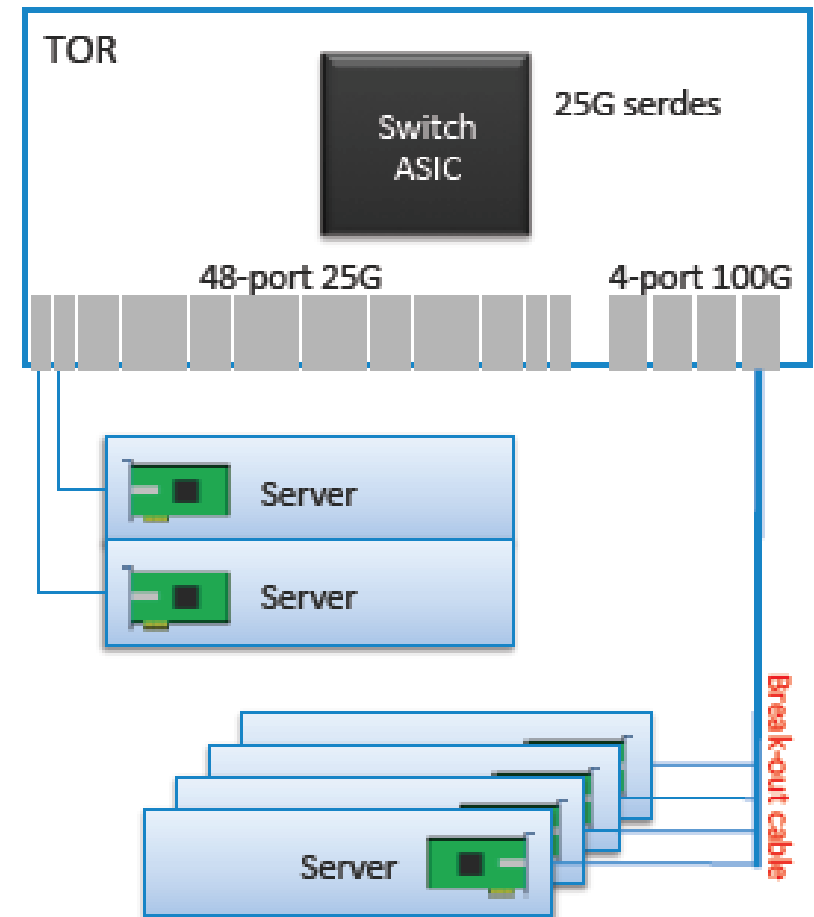 TOR
Switch
ASIC
25G serdes
48-port 25G
4-port 100G
Server
Server
Break-out cable
Server